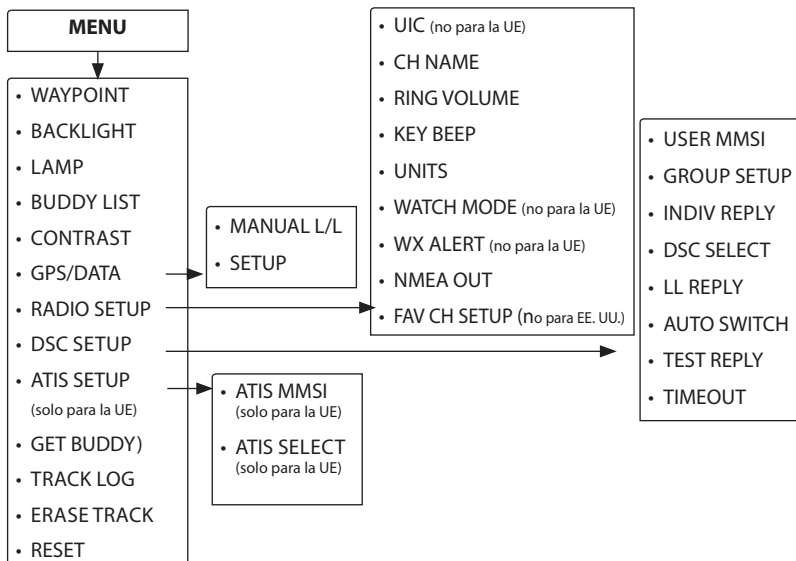 MENU
• WAYPOINT
• BACKLIGHT
• LAMP
• BUDDY LIST
• CONTRAST
• GPS/DATA
• RADIO SETUP
• DSC SETUP
• ATIS SETUP
(solo para la UE)
• GET BUDDY)
• TRACK LOG
• ERASE TRACK
• RESET
• MANUAL L/L
• SETUP
• UIC (no para la UE)
• CH NAME
• RING VOLUME
• KEY BEEP
• UNITS
• WATCH MODE (no para la UE)
• WX ALERT (no para la UE)
• NMEA OUT
• FAV CH SETUP (no para EE. UU.)
• USER MMSI
• GROUP SETUP
• INDIV REPLY
• DSC SELECT
• LL REPLY
• AUTO SWITCH
• TEST REPLY
• TIMEOUT
• ATIS MMSI
(solo para la UE)
• ATIS SELECT
(solo para la UE)